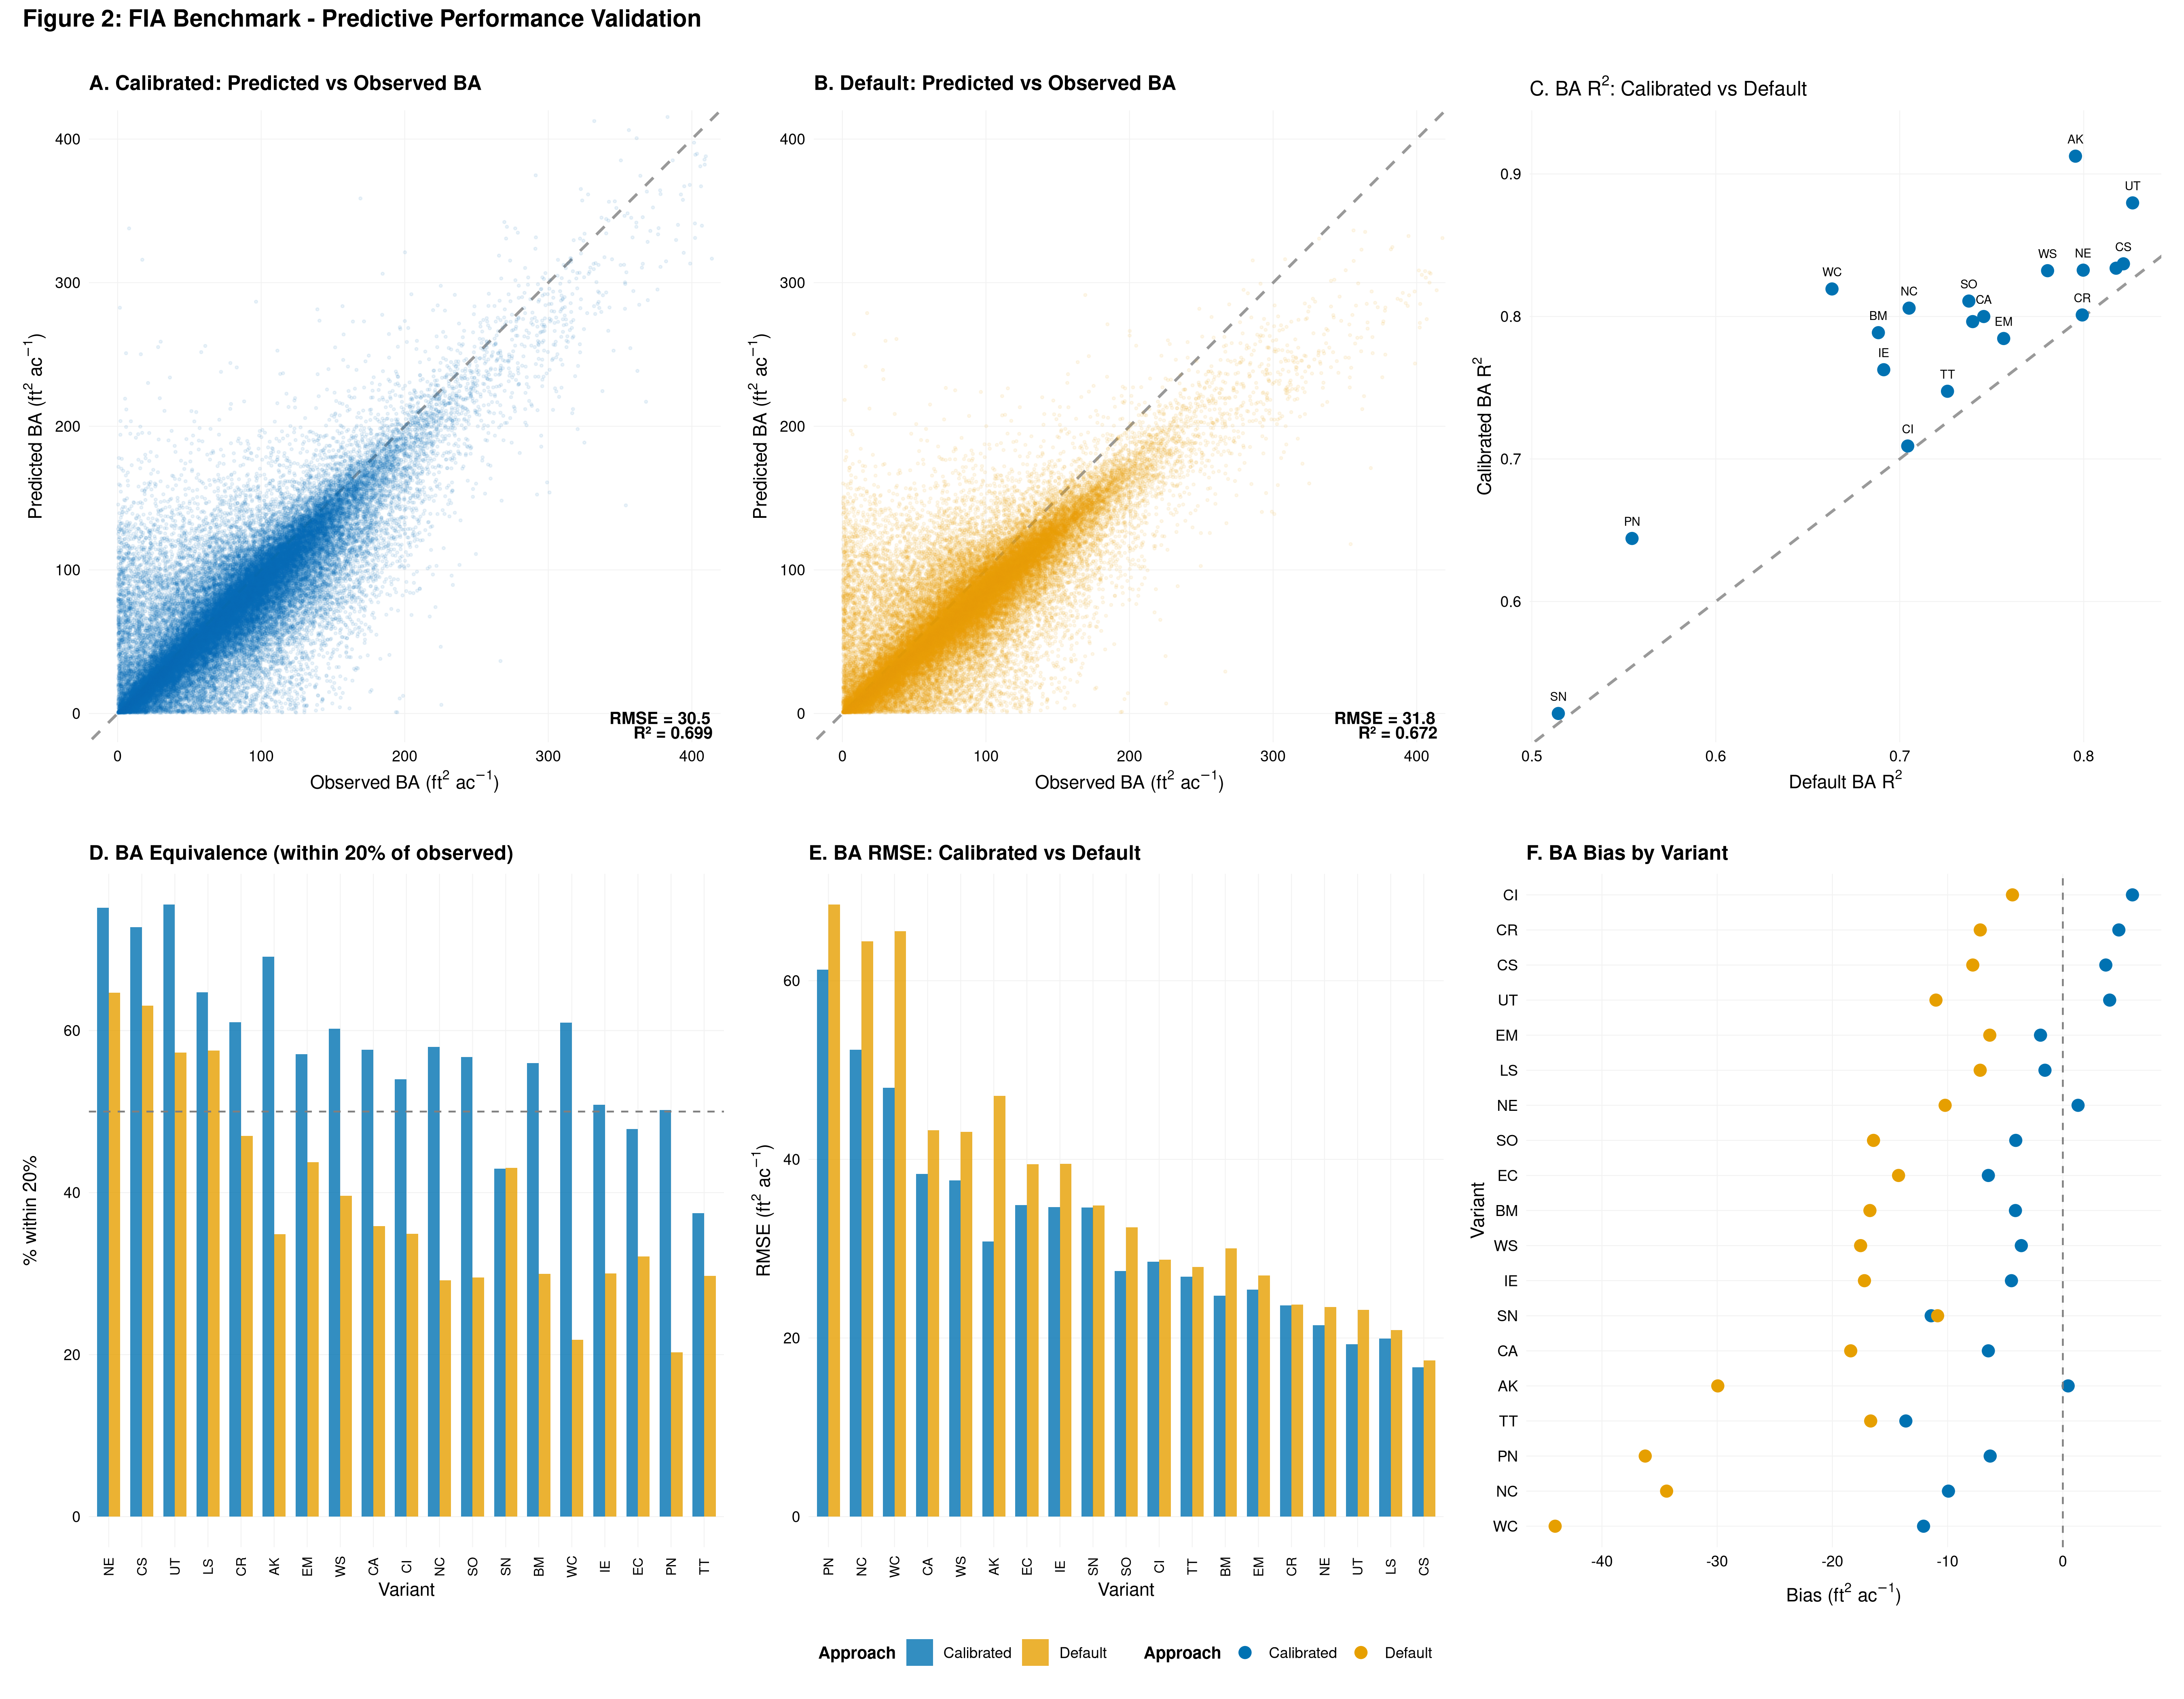 Figure 2: FIA Benchmark - Predictive Performance Validation
A. Calibrated: Predicted vs Observed BA
400
300
200
100
0
0 100 200 300 400
Predicted BA (ft² ac⁻¹)
Observed BA (ft² ac⁻¹)
RMSE = 30.5
R² = 0.699
B. Default: Predicted vs Observed BA
400
300
200
100
0
0 100 200 300 400
Predicted BA (ft² ac⁻¹)
Observed BA (ft² ac⁻¹)
RMSE = 31.8
R² = 0.672
C. BA R²: Calibrated vs Default
0.9
0.8
0.7
0.6
0.5 0.6 0.7 0.8
Calibrated BA R²
Default BA R²
AK
UT
CS
NE
WS
WC
SO
NC
CA
CR
BM
EM
IE
TT
CI
PN
SN
D. BA Equivalence (within 20% of observed)
60
40
20
0
% within 20%
NE CS UT LS CR AK EM WS CA CI NC SO SN BM WC IE EC PN TT
Variant
E. BA RMSE: Calibrated vs Default
60
40
20
0
RMSE (ft² ac⁻¹)
PN NC WC CA WS AK EC IE SN SO CI TT BM EM CR NE UT LS CS
Variant
F. BA Bias by Variant
CI
CR
CS
UT
EM
LS
NE
SO
EC
BM
WS
IE
SN
CA
AK
TT
PN
NC
WC
Variant
-40 -30 -20 -10 0
Bias (ft² ac⁻¹)
Approach Calibrated Default Approach Calibrated Default